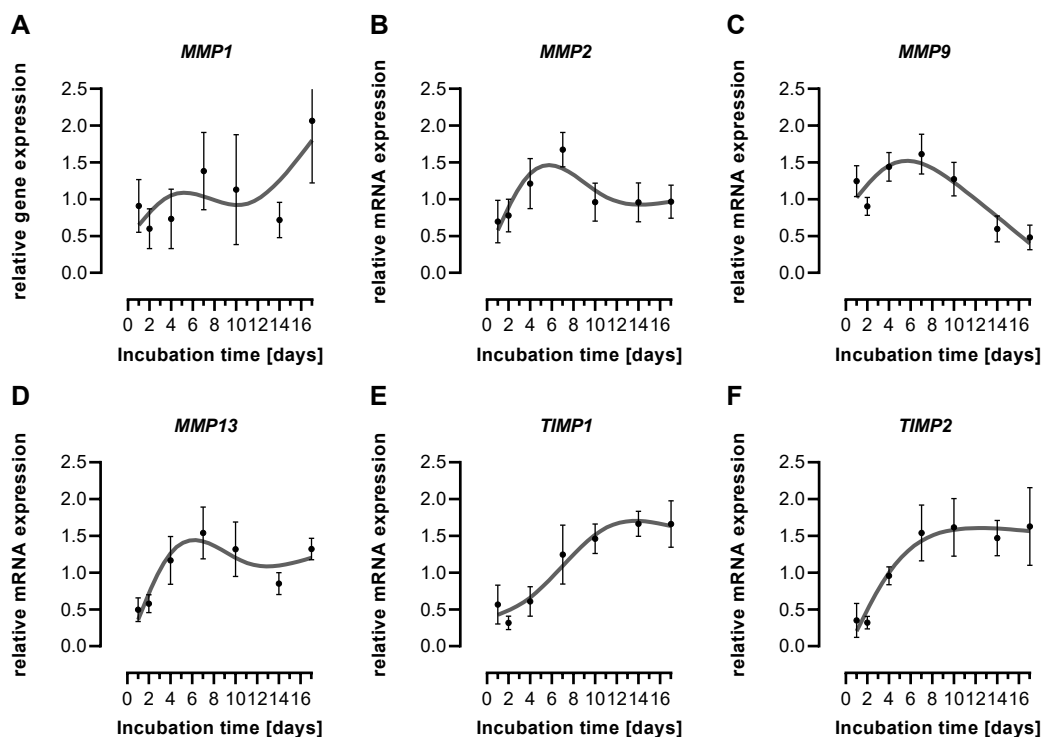 A
B
C
MMP1
MMP2
MMP9
relative gene expression
2.5
2.0
1.5
1.0
0.5
0.0
0 2 4 6 8 10 12 14 16
Incubation time [days]
relative mRNA expression
2.5
2.0
1.5
1.0
0.5
0.0
0 2 4 6 8 10 12 14 16
Incubation time [days]
relative mRNA expression
2.5
2.0
1.5
1.0
0.5
0.0
0 2 4 6 8 10 12 14 16
Incubation time [days]
D
E
F
MMP13
TIMP1
TIMP2
relative mRNA expression
2.5
2.0
1.5
1.0
0.5
0.0
0 2 4 6 8 10 12 14 16
Incubation time [days]
relative mRNA expression
2.5
2.0
1.5
1.0
0.5
0.0
0 2 4 6 8 10 12 14 16
Incubation time [days]
relative mRNA expression
2.5
2.0
1.5
1.0
0.5
0.0
0 2 4 6 8 10 12 14 16
Incubation time [days]